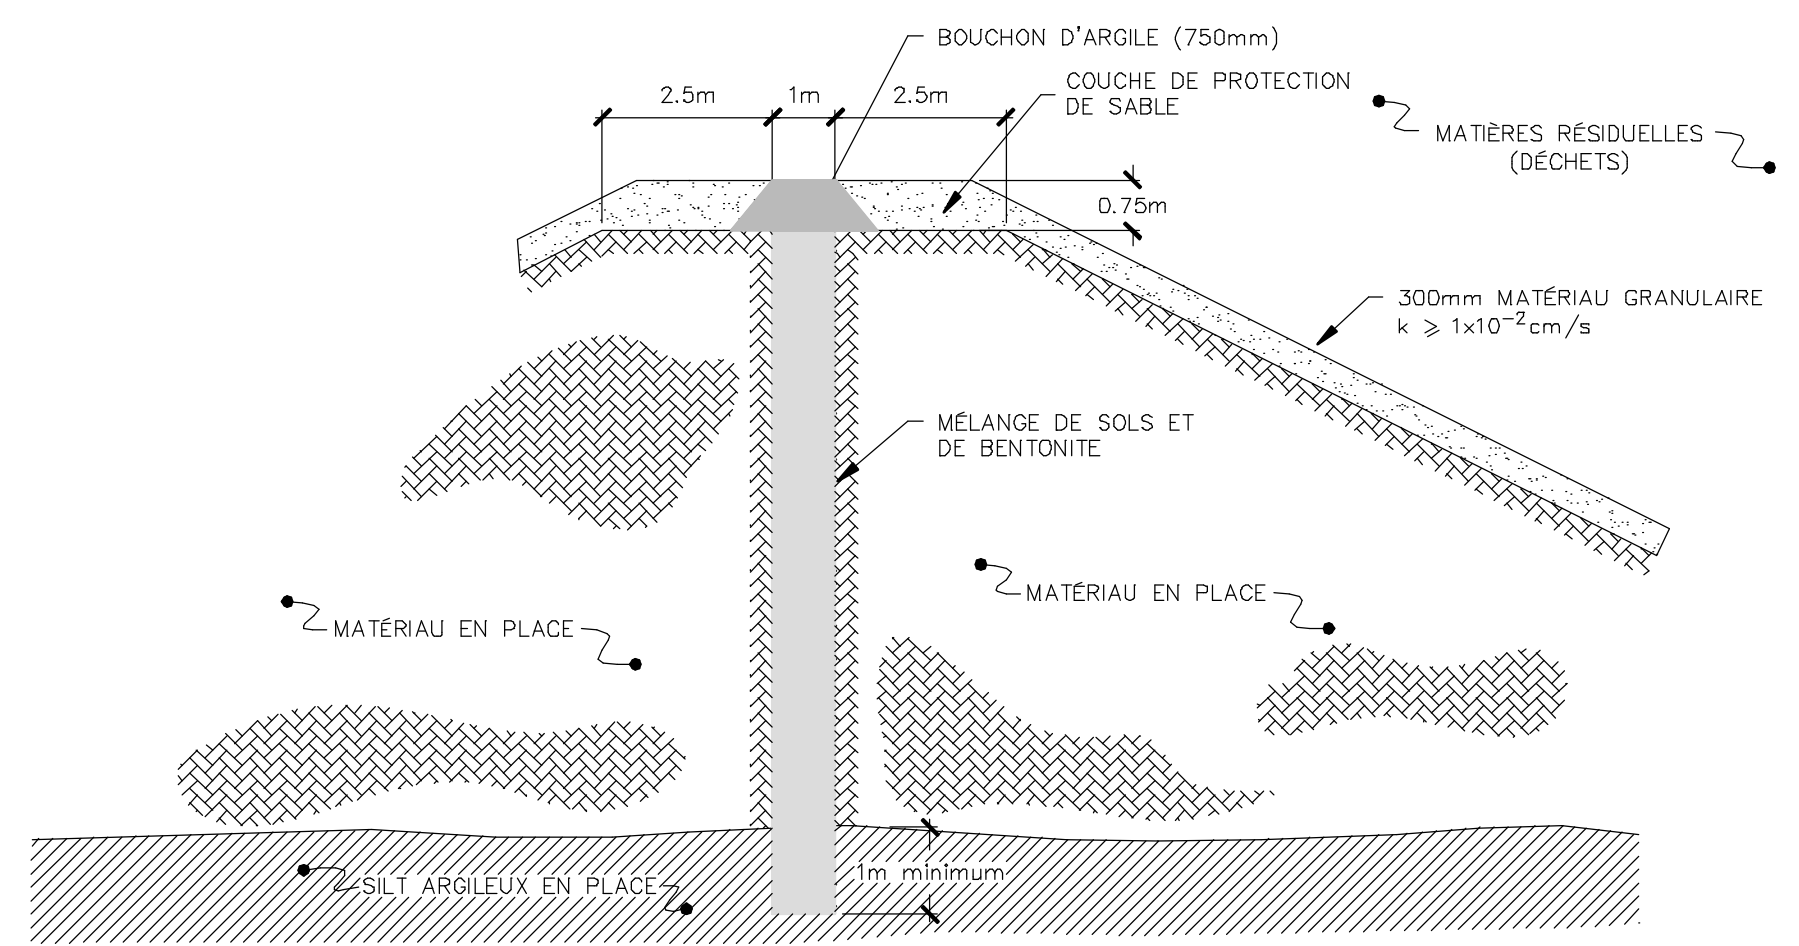 BOUCHON D'ARGILE (750mm)
COUCHE DE PROTECTION
DE SABLE
2.5m
1m
2.5m
MATIÈRES RÉSIDUELLES
(DÉCHETS)
0.75m
300mm MATÉRIAU GRANULAIRE
k ⩾ 1x10⁻²cm/s
MÉLANGE DE SOLS ET
DE BENTONITE
MATÉRIAU EN PLACE
MATÉRIAU EN PLACE
1m minimum
SILT ARGILEUX EN PLACE